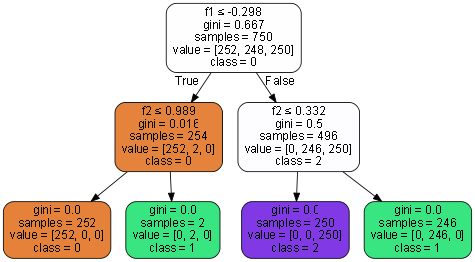 f1 ≤ -0.298
gini = 0.667
samples = 750
value = [252, 248, 250]
class = 0
True
False
f2 ≤ 0.989
gini = 0.016
samples = 254
value = [252, 2, 0]
class = 0
f2 ≤ 0.332
gini = 0.5
samples = 496
value = [0, 246, 250]
class = 2
gini = 0.0
samples = 252
value = [252, 0, 0]
class = 0
gini = 0.0
samples = 2
value = [0, 2, 0]
class = 1
gini = 0.0
samples = 250
value = [0, 0, 250]
class = 2
gini = 0.0
samples = 246
value = [0, 246, 0]
class = 1